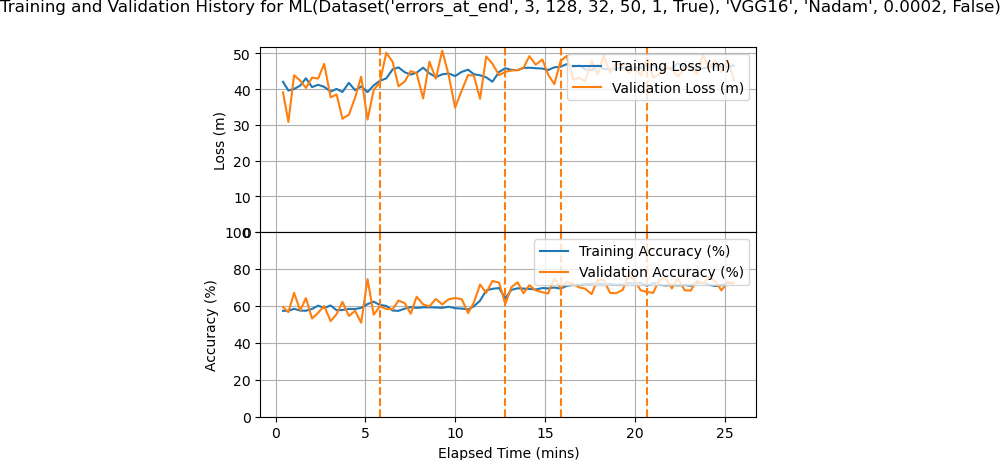 Training and Validation History for ML(Dataset('errors_at_end', 3, 128, 32, 50, 1, True), 'VGG16', 'Nadam', 0.0002, False)
50
40
30
20
10
0
Loss (m)
Training Loss (m)
Validation Loss (m)
100
80
60
40
20
0
Accuracy (%)
Training Accuracy (%)
Validation Accuracy (%)
0 5 10 15 20 25
Elapsed Time (mins)